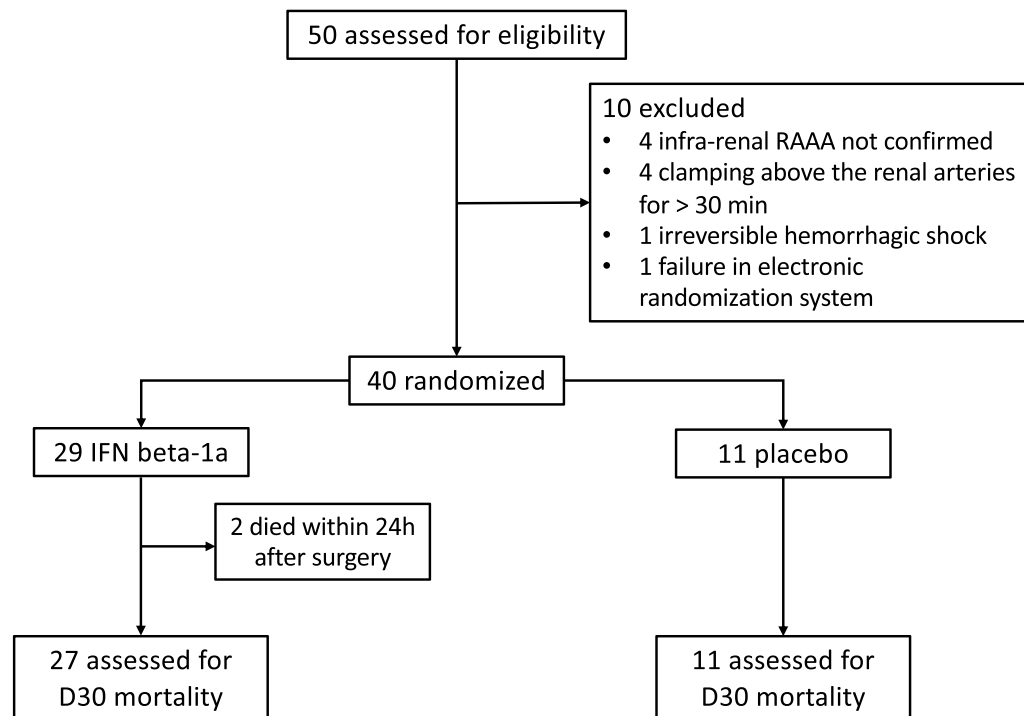 50 assessed for eligibility
10 excluded
• 4 infra-renal RAAA not confirmed
• 4 clamping above the renal arteries
for > 30 min
• 1 irreversible hemorrhagic shock
• 1 failure in electronic
randomization system
40 randomized
29 IFN beta-1a
11 placebo
2 died within 24h
after surgery
27 assessed for
D30 mortality
11 assessed for
D30 mortality